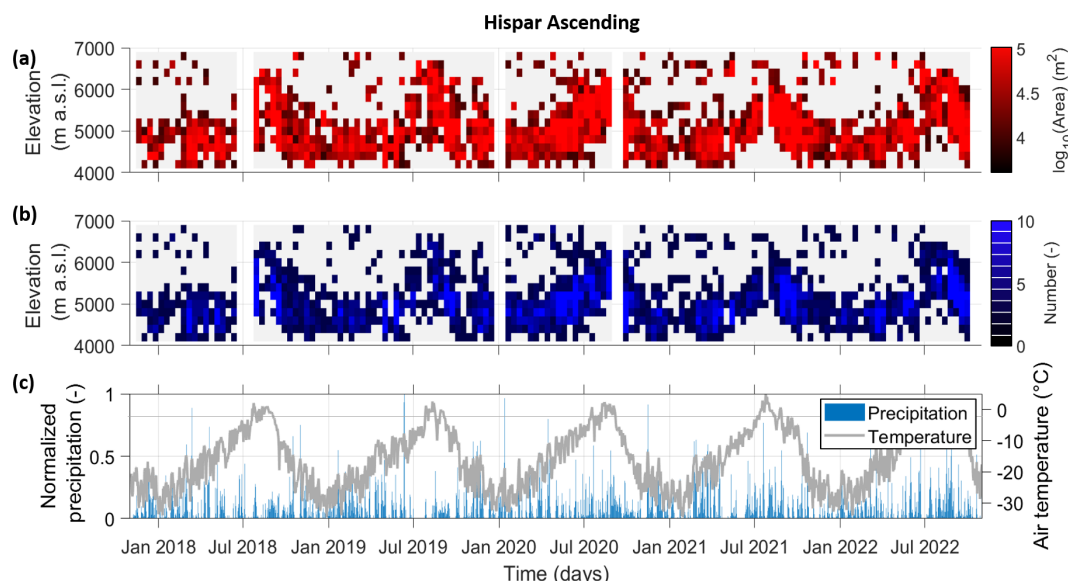 Hispar Ascending
(a)
7000
6000
5000
4000
Elevation
(m a.s.l.)
5
4.5
4
log10(Area) (m²)
(b)
7000
6000
5000
4000
Elevation
(m a.s.l.)
10
5
0
Number (-)
(c)
1
0.5
0
Normalized
precipitation (-)
Precipitation
Temperature
0
-10
-20
-30
Air temperature (°C)
Jan 2018 Jul 2018 Jan 2019 Jul 2019 Jan 2020 Jul 2020 Jan 2021 Jul 2021 Jan 2022 Jul 2022
Time (days)